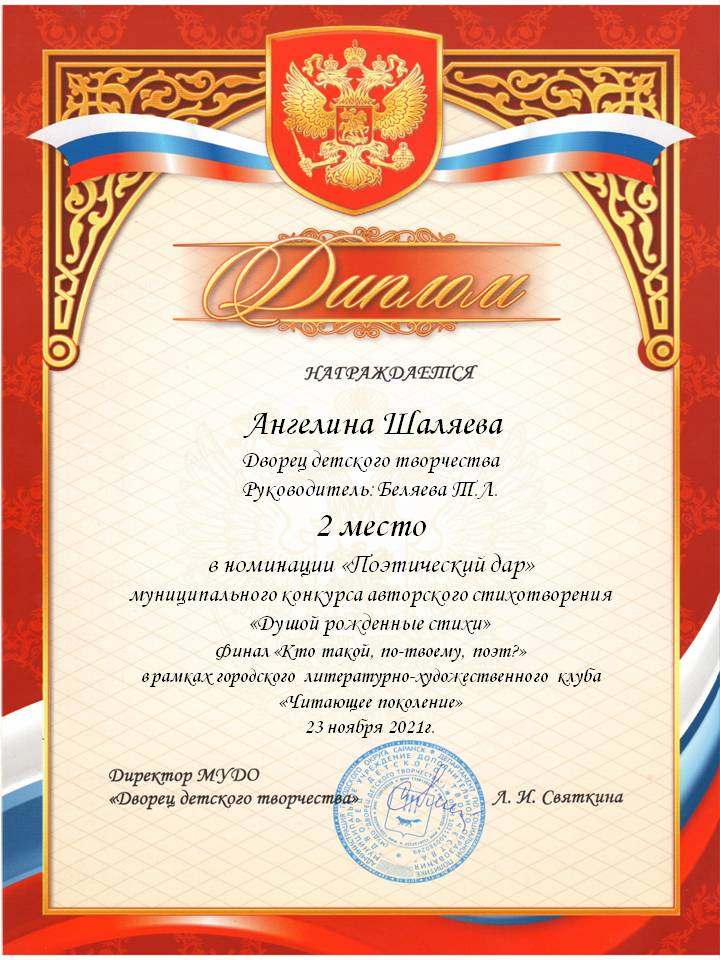 Диплом
НАГРАЖДАЕТСЯ
Ангелина Шаляева
Дворец детского творчества
Руководитель: Беляева Т.Л.
2 место
в номинации «Поэтический дар»
муниципального конкурса авторского стихотворения
«Душой рожденные стихи»
финал «Кто такой, по-твоему, поэт?»
в рамках городского литературно-художественного клуба
«Читающее поколение»
23 ноября 2021г.
Директор МУДО
«Дворец детского творчества»
Л. И. Святкина